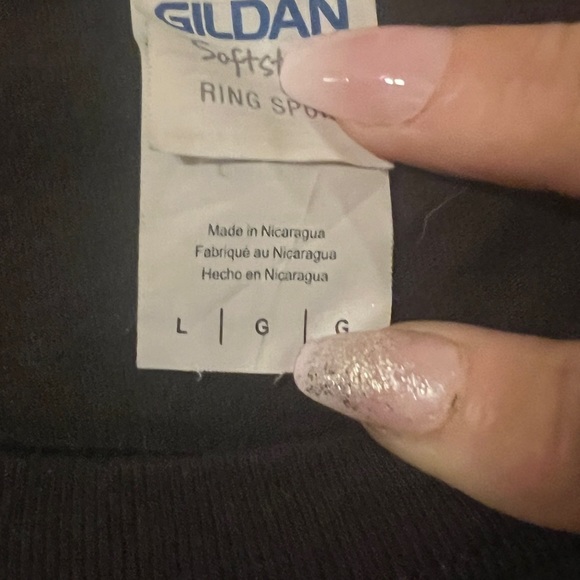 GILDAN
RING
Made in Nicaragua
Fabriqué au Nicaragua
Hecho en Nicaragua
L | G | G